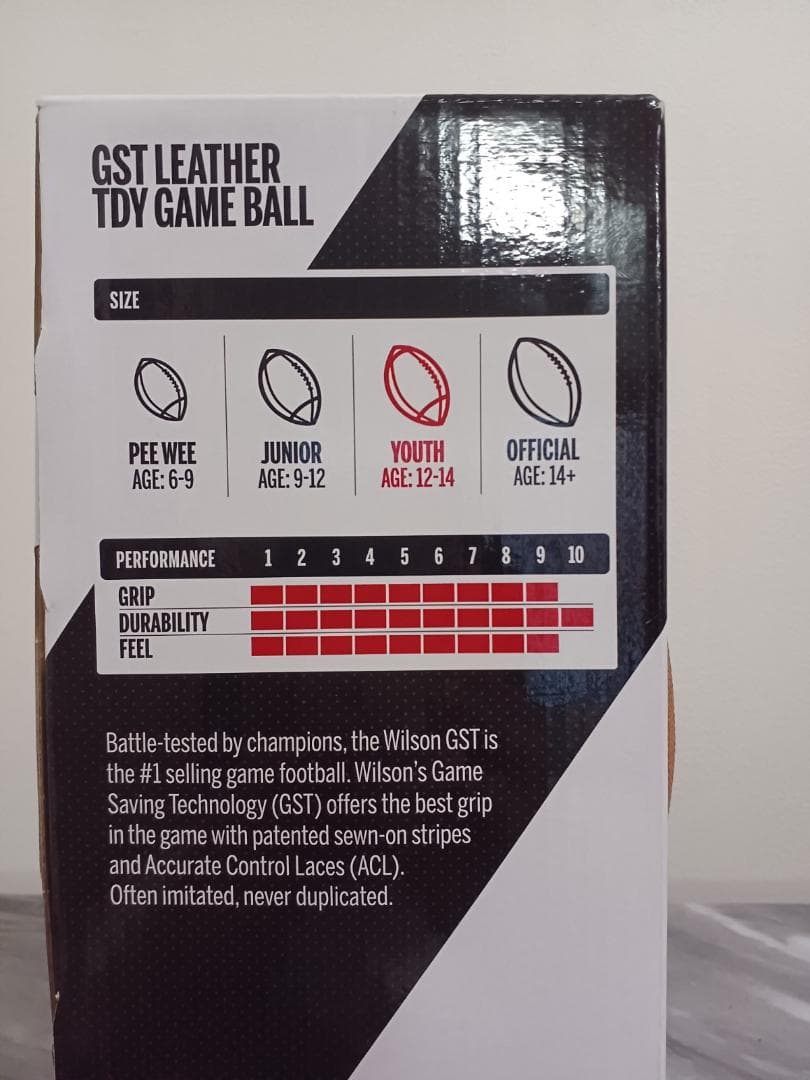 GST LEATHER
TDY GAME BALL
SIZE
PEE WEE
AGE: 6-9
JUNIOR
AGE: 9-12
YOUTH
AGE: 12-14
OFFICIAL
AGE: 14+
PERFORMANCE 1 2 3 4 5 6 7 8 9 10
GRIP
DURABILITY
FEEL
Battle-tested by champions, the Wilson GST is
the #1 selling game football. Wilson's Game
Saving Technology (GST) offers the best grip
in the game with patented sewn-on stripes
and Accurate Control Laces (ACL).
Often imitated, never duplicated.